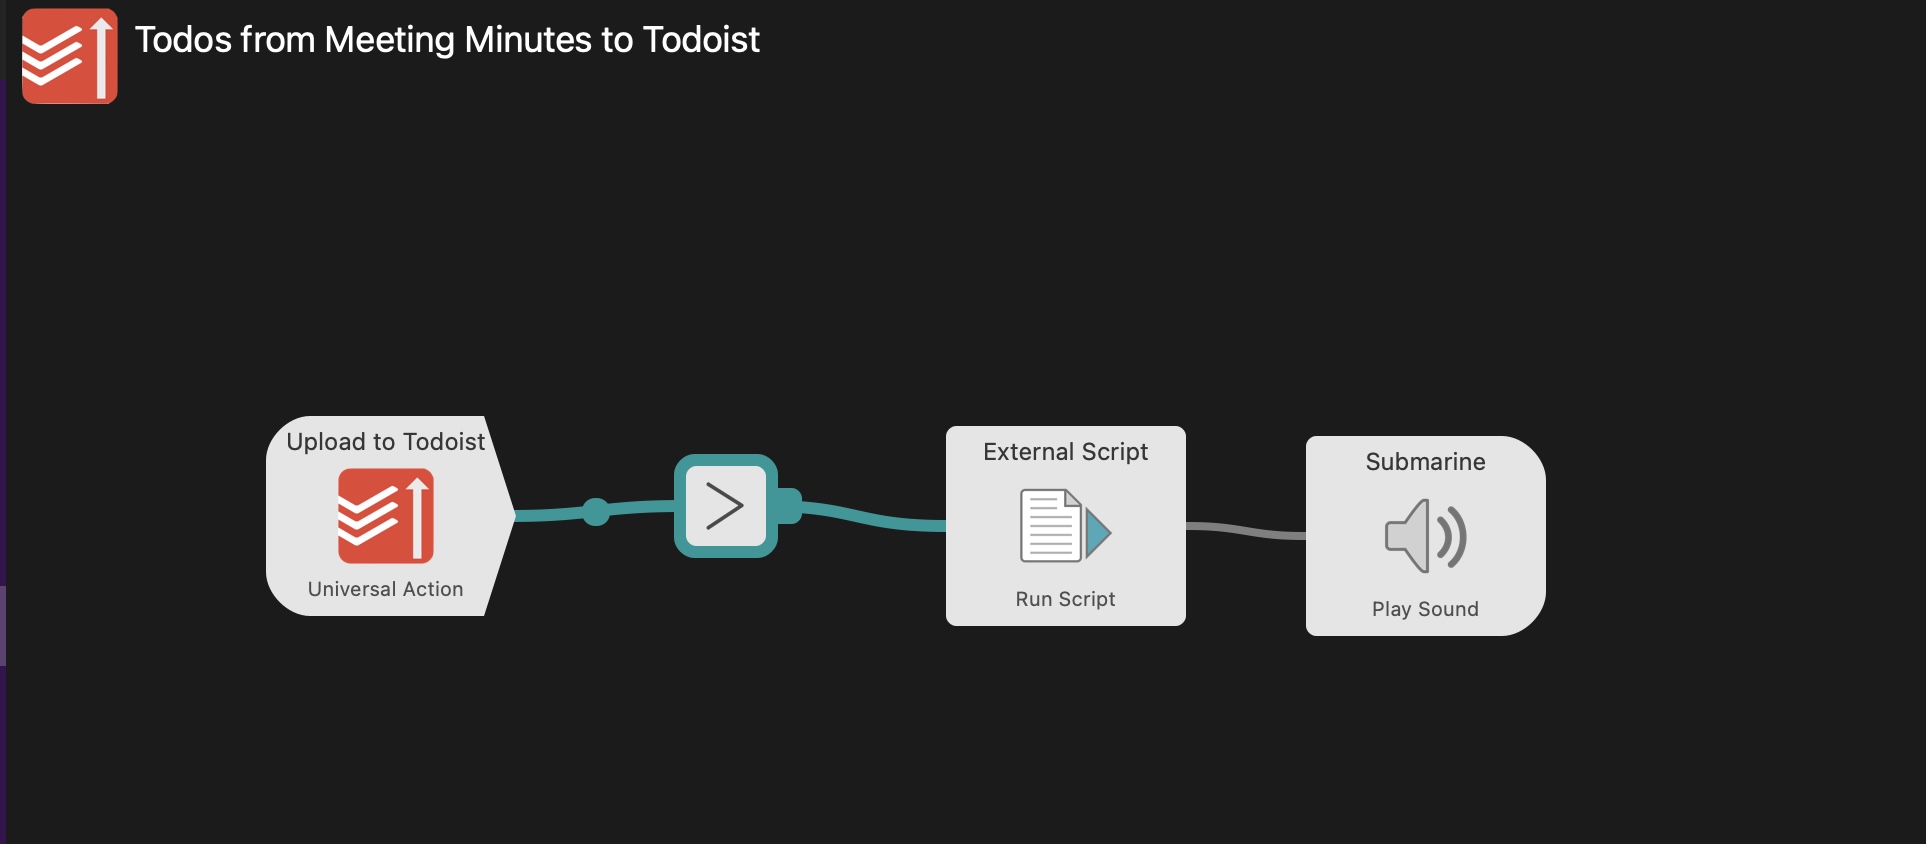 Todos from Meeting Minutes to Todoist
Upload to Todoist
Universal Action
External Script
Run Script
Submarine
Play Sound